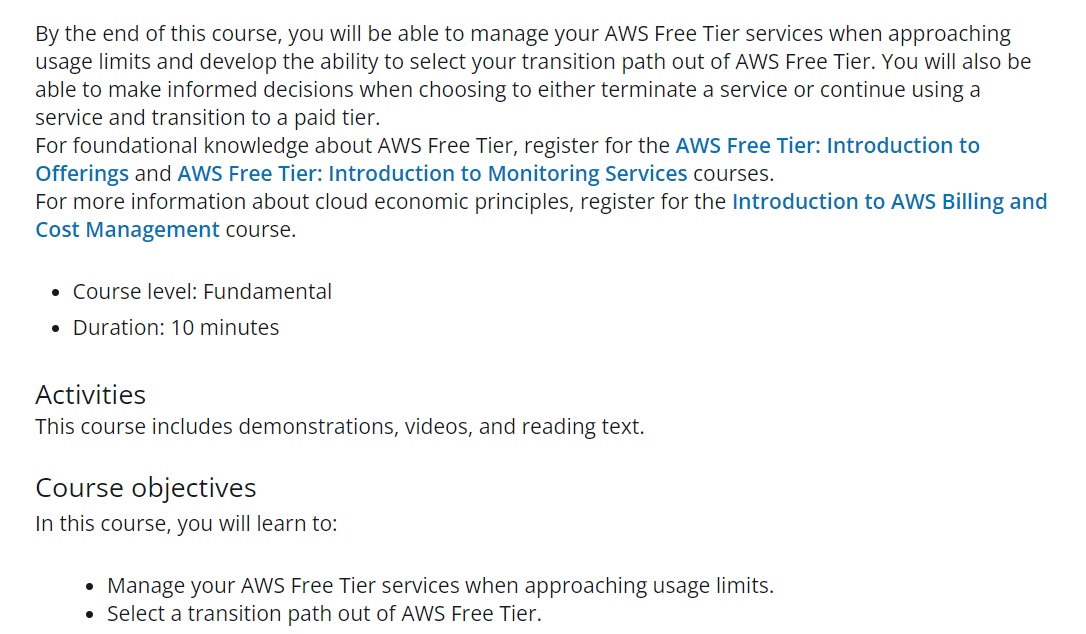 By the end of this course, you will be able to manage your AWS Free Tier services when approaching
usage limits and develop the ability to select your transition path out of AWS Free Tier. You will also be
able to make informed decisions when choosing to either terminate a service or continue using a
service and transition to a paid tier.
For foundational knowledge about AWS Free Tier, register for the AWS Free Tier: Introduction to
Offerings and AWS Free Tier: Introduction to Monitoring Services courses.
For more information about cloud economic principles, register for the Introduction to AWS Billing and
Cost Management course.
• Course level: Fundamental
• Duration: 10 minutes
Activities
This course includes demonstrations, videos, and reading text.
Course objectives
In this course, you will learn to:
• Manage your AWS Free Tier services when approaching usage limits.
• Select a transition path out of AWS Free Tier.